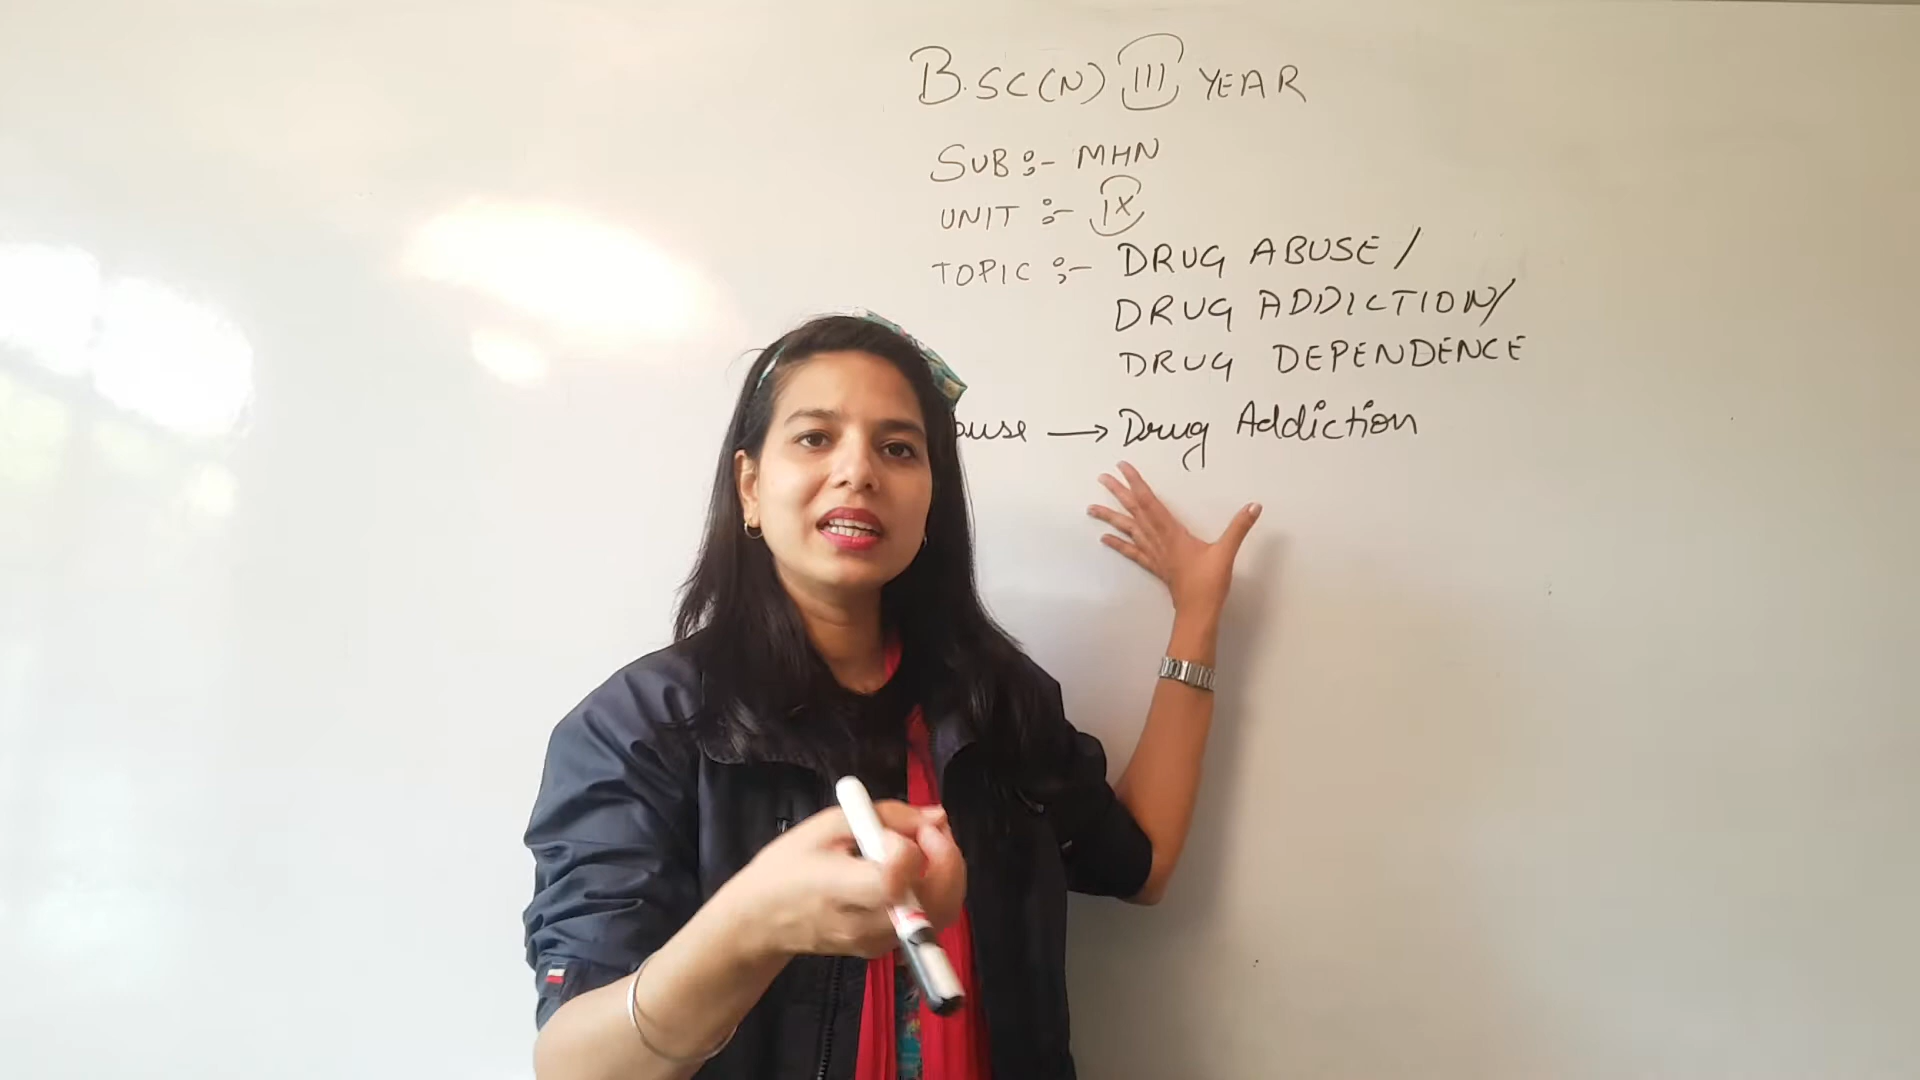 B.SC(N) III YEAR
SUB :- MHN
UNIT :- IX
TOPIC :- DRUG ABUSE /
DRUG ADDICTION/
DRUG DEPENDENCE
→ Drug Addiction